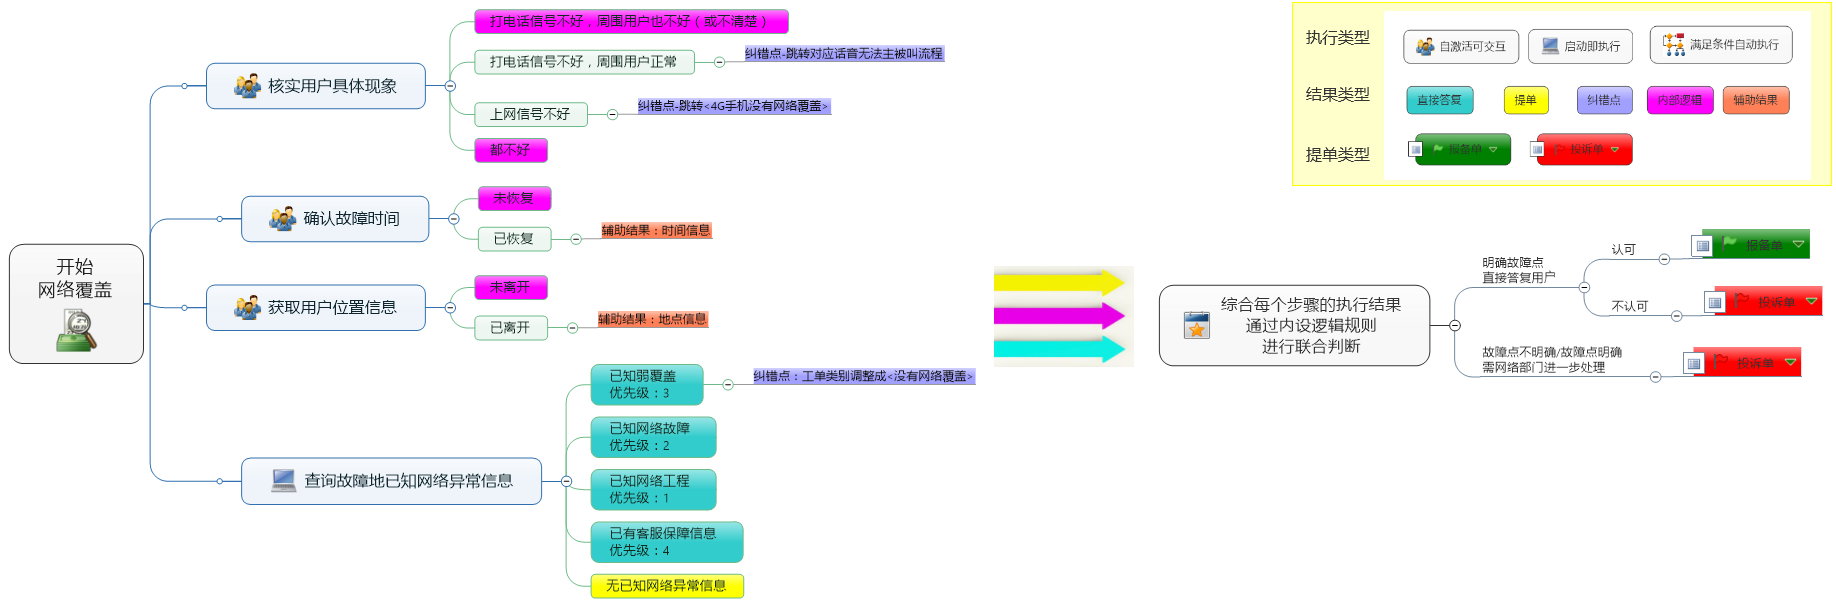 开始
网络覆盖
核实用户具体现象
打电话信号不好，周围用户也不好（或不清楚）
打电话信号不好，周围用户正常
纠错点-跳转对应话音无法主被叫流程
上网信号不好
纠错点-跳转<4G手机没有网络覆盖>
都不好
确认故障时间
未恢复
已恢复
辅助结果：时间信息
获取用户位置信息
未离开
已离开
辅助结果：地点信息
查询故障地已知网络异常信息
已知弱覆盖
优先级：3
纠错点：工单类别调整成<没有网络覆盖>
已知网络故障
优先级：2
已知网络工程
优先级：1
已有客服保障信息
优先级：4
无已知网络异常信息
执行类型
自激活可交互
启动即执行
满足条件自动执行
结果类型
直接答复
提单
纠错点
内部逻辑
辅助结果
提单类型
报备单
投诉单
综合每个步骤的执行结果
通过内设逻辑规则
进行联合判断
明确故障点
直接答复用户
认可
报备单
不认可
投诉单
故障点不明确/故障点明确
需网络部门进一步处理
投诉单